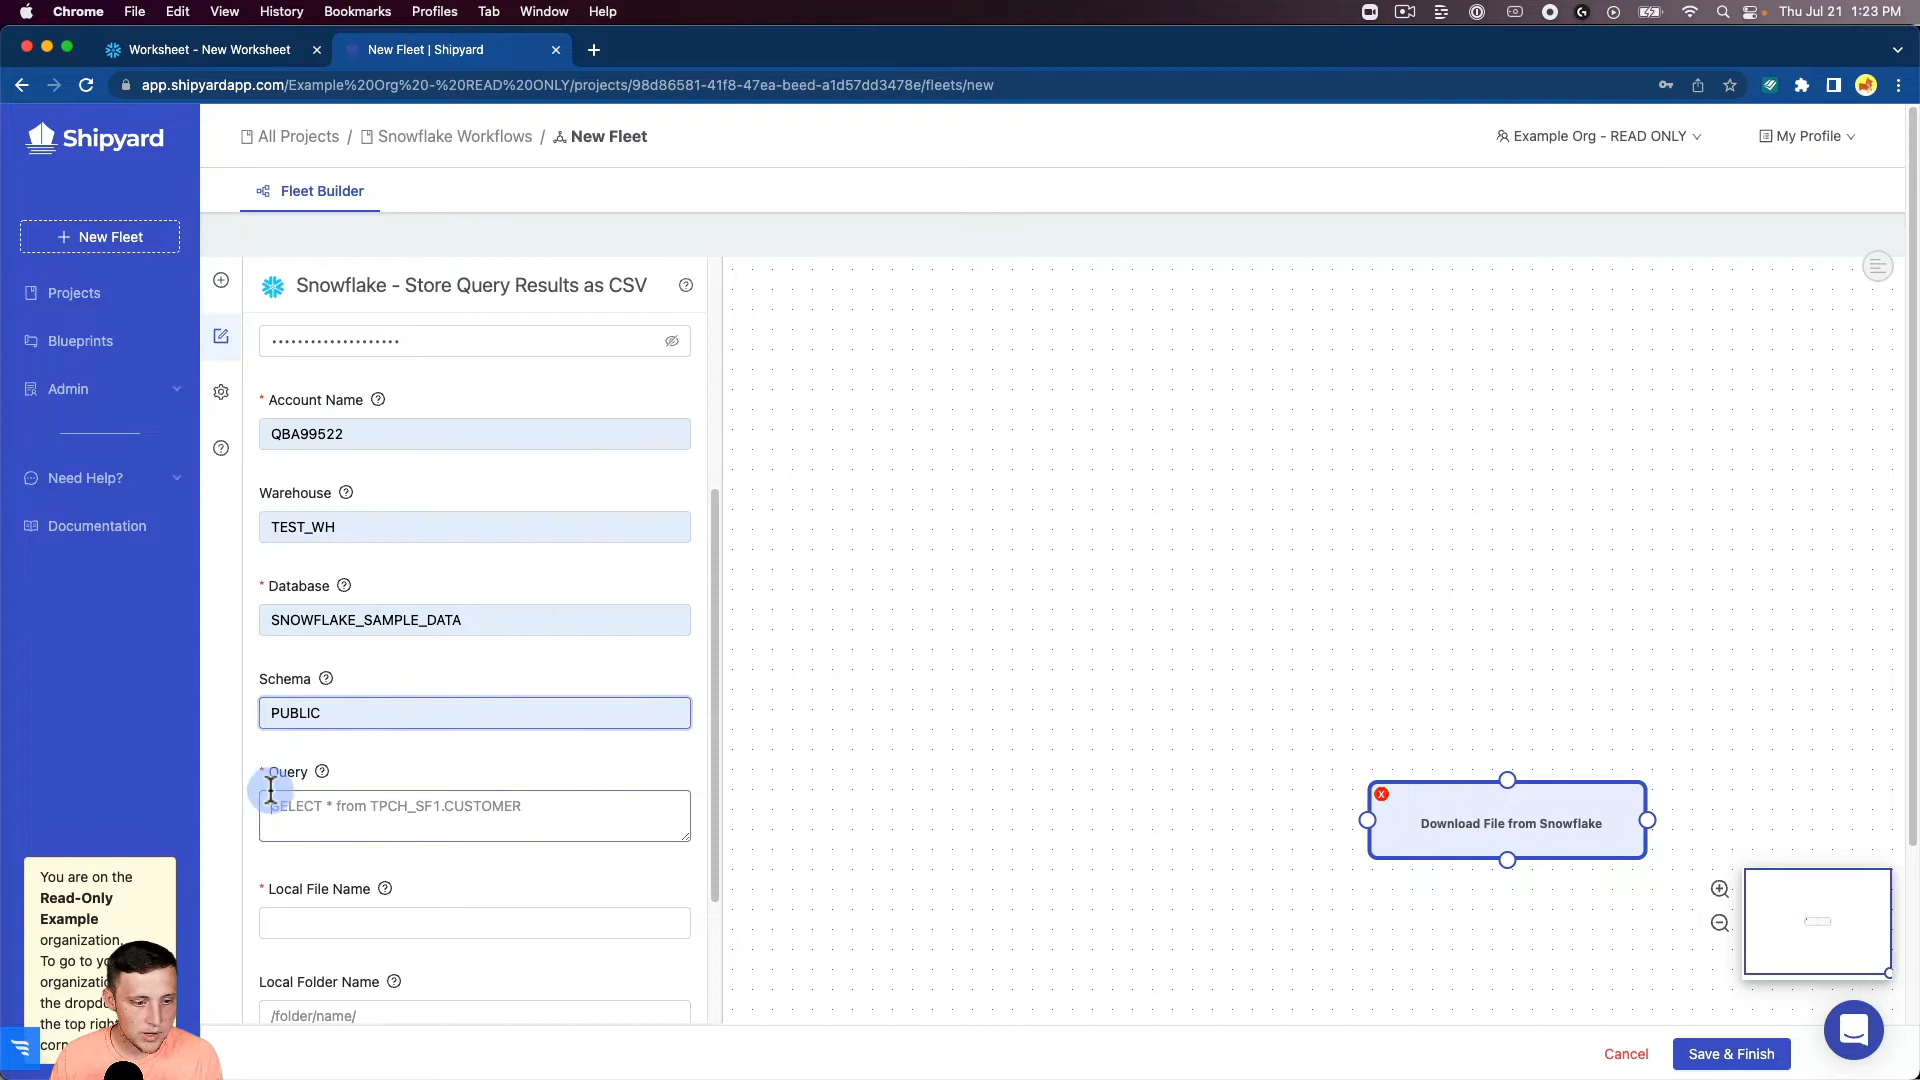 Chrome File Edit View History Bookmarks Profiles Tab Window Help
Thu Jul 21 1:23 PM
Worksheet - New Worksheet
New Fleet | Shipyard
app.shipyardapp.com/Example%20Org%20-%20READ%20ONLY/projects/98d86581-41f8-47ea-beed-a1d57dd3478e/fleets/new
Shipyard
All Projects / Snowflake Workflows / New Fleet
Example Org - READ ONLY
My Profile
Fleet Builder
+ New Fleet
Projects
Blueprints
Admin
Need Help?
Documentation
You are on the
Read-Only
Example
organization.
To go to
the
the top
Snowflake - Store Query Results as CSV
* Account Name
QBA99522
Warehouse
TEST_WH
* Database
SNOWFLAKE_SAMPLE_DATA
Schema
PUBLIC
* Query
SELECT * from TPCH_SF1.CUSTOMER
* Local File Name
Local Folder Name
/folder/name/
X
Download File from Snowflake
Cancel
Save & Finish